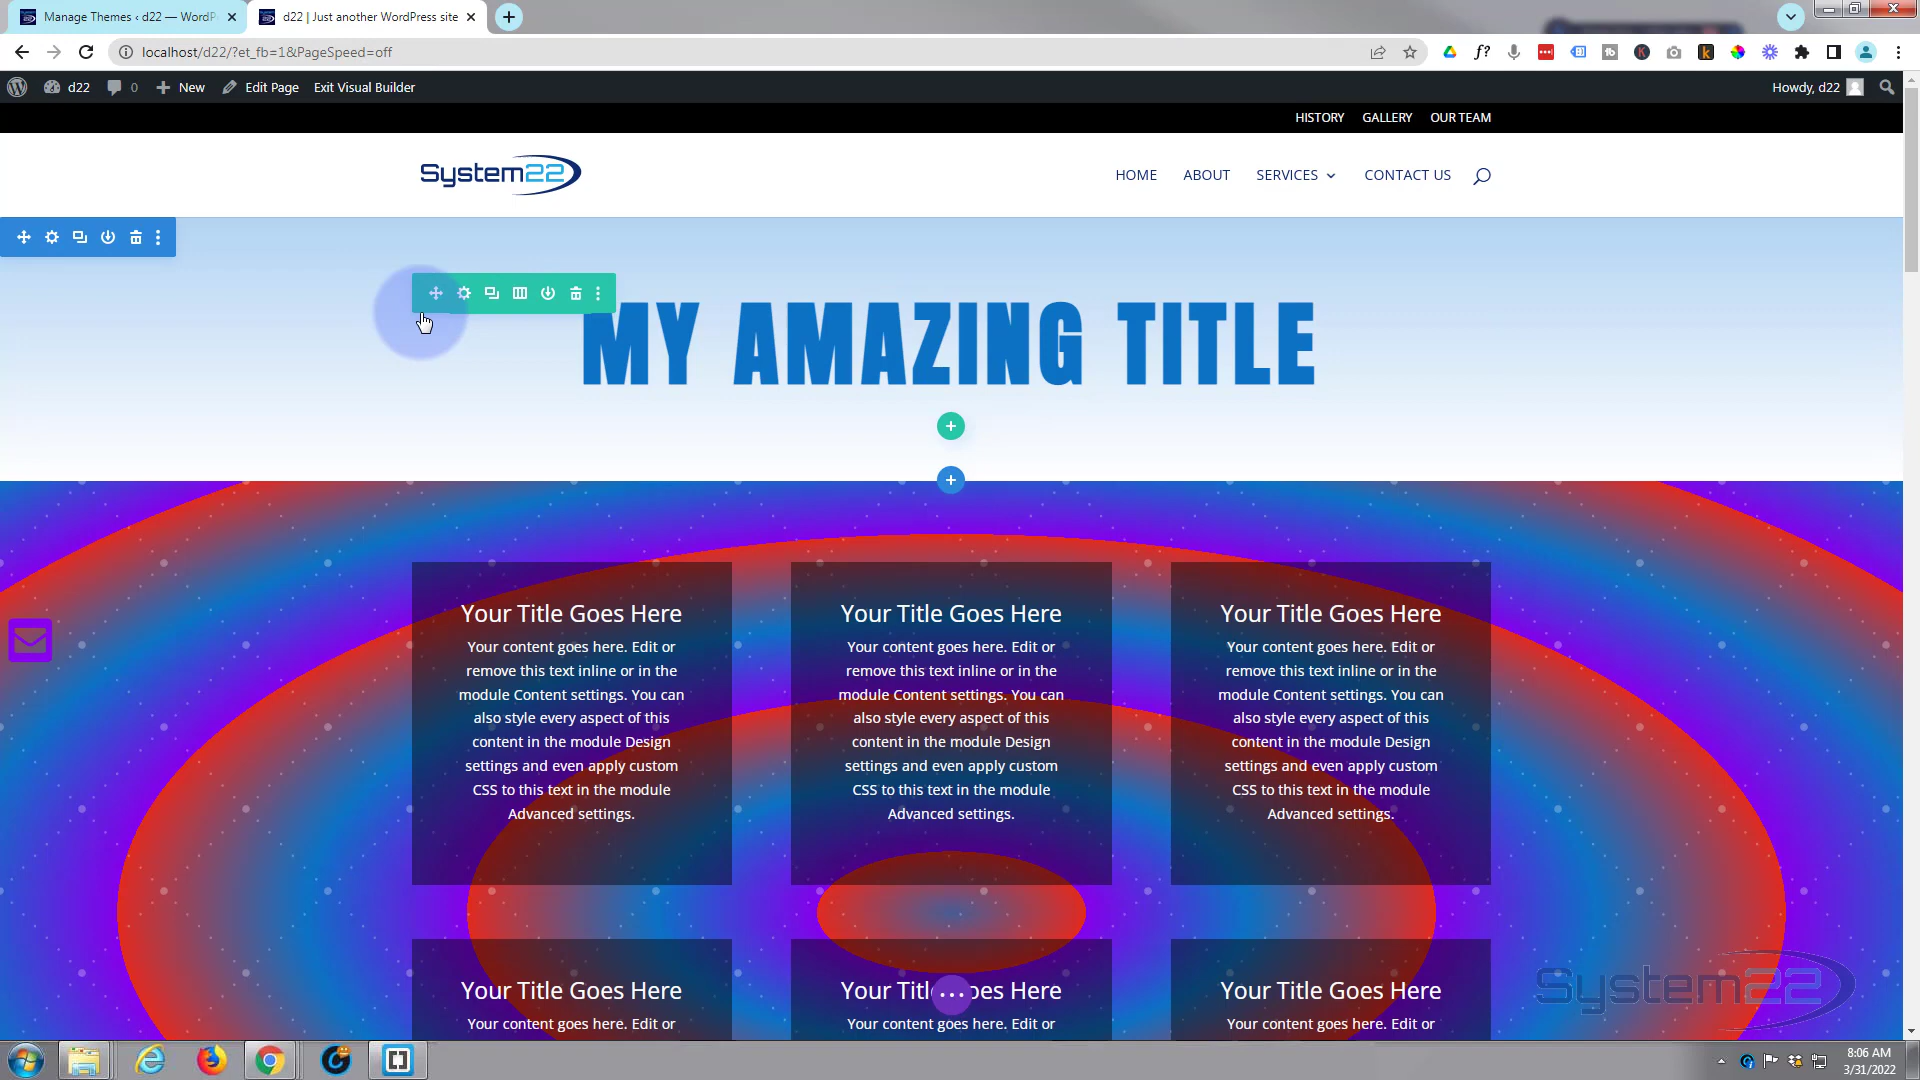 Manage Themes ‹ d22 — WordP
d22 | Just another WordPress site
localhost/d22/?et_fb=1&PageSpeed=off
d22
0
New
Edit Page
Exit Visual Builder
Howdy, d22
HISTORY
GALLERY
OUR TEAM
System22
HOME
ABOUT
SERVICES
CONTACT US
MY AMAZING TITLE
Your Title Goes Here
Your content goes here. Edit or
remove this text inline or in the
module Content settings. You can
also style every aspect of this
content in the module Design
settings and even apply custom
CSS to this text in the module
Advanced settings.
Your Title Goes Here
Your content goes here. Edit or
remove this text inline or in the
module Content settings. You can
also style every aspect of this
content in the module Design
settings and even apply custom
CSS to this text in the module
Advanced settings.
Your Title Goes Here
Your content goes here. Edit or
remove this text inline or in the
module Content settings. You can
also style every aspect of this
content in the module Design
settings and even apply custom
CSS to this text in the module
Advanced settings.
Your Title Goes Here
Your content goes here. Edit or
Your Titl oes Here
Your content goes here. Edit or
Your Title Goes Here
Your content goes here. Edit or
System22
8:06 AM
3/31/2022